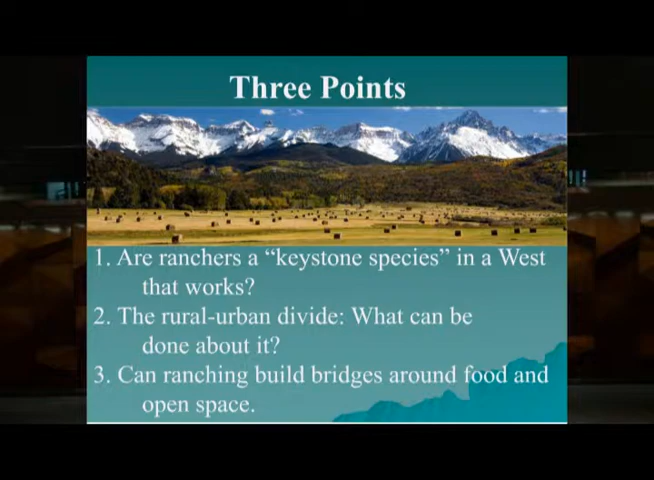 Three Points
1. Are ranchers a “keystone species” in a West
that works?
2. The rural-urban divide: What can be
done about it?
3. Can ranching build bridges around food and
open space.